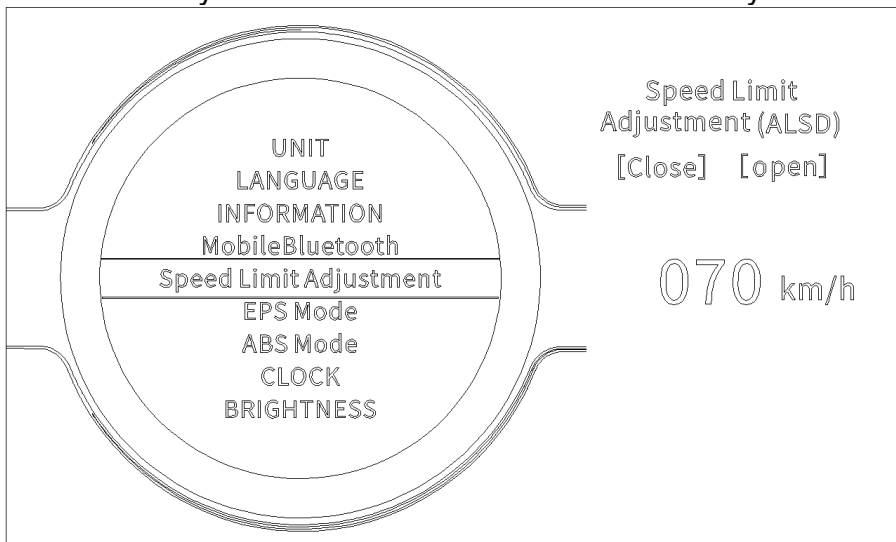 UNIT
LANGUAGE
INFORMATION
MobileBluetooth
Speed Limit Adjustment
EPS Mode
ABS Mode
CLOCK
BRIGHTNESS
Speed Limit
Adjustment (ALSD)
[Close] [open]
070 km/h